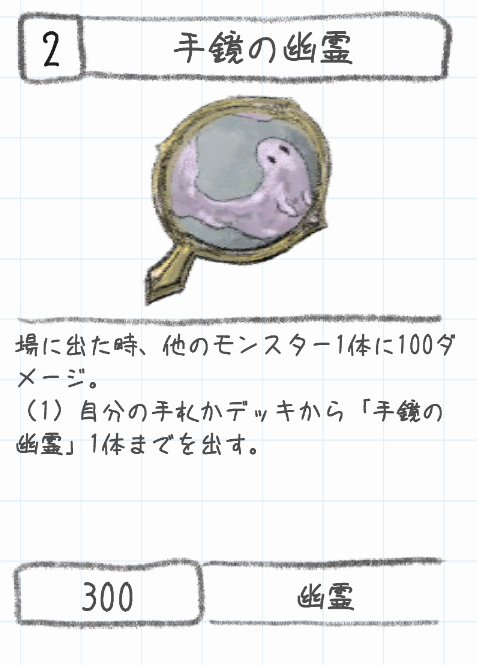 2
手鏡の幽霊
場に出た時、他のモンスター1体に100ダ
メージ。
（1）自分の手札かデッキから「手鏡の
幽霊」1体までを出す。
300
幽霊